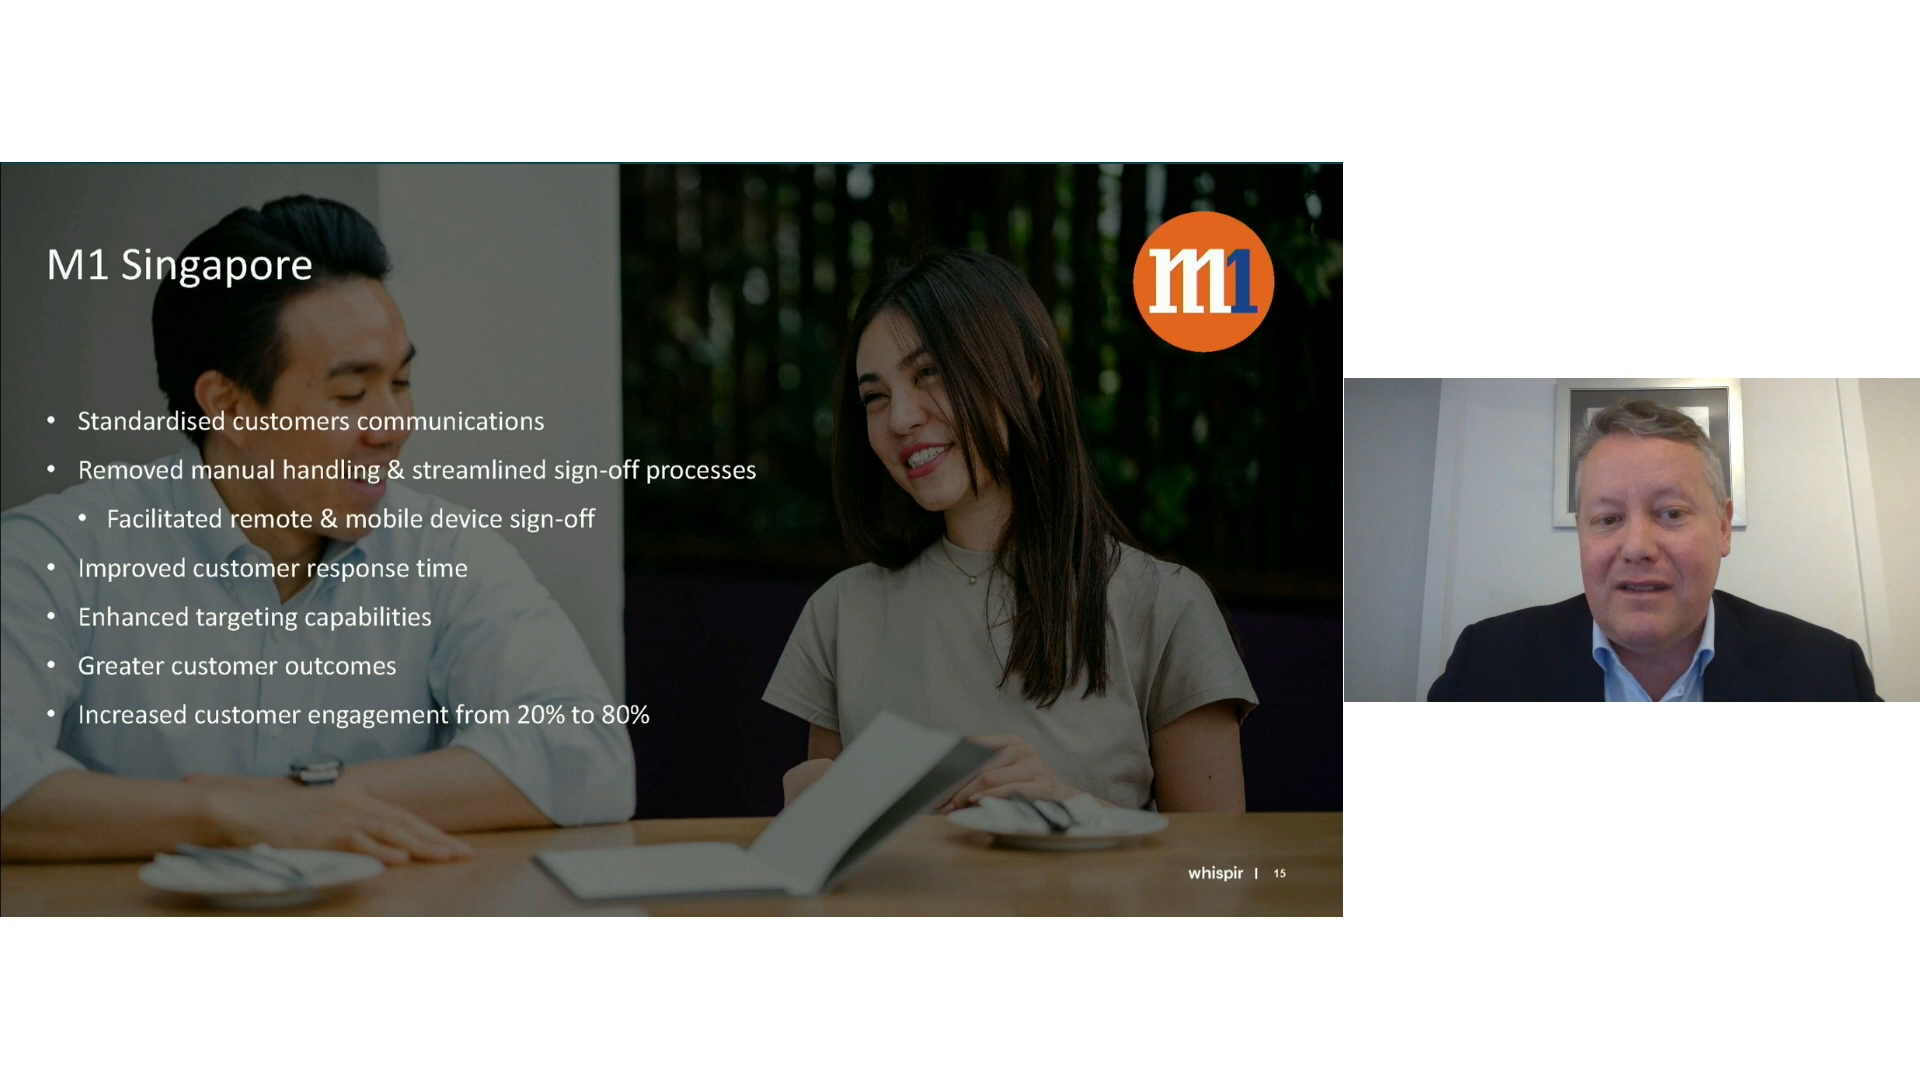 M1 Singapore
m1
• Standardised customers communications
• Removed manual handling & streamlined sign-off processes
• Facilitated remote & mobile device sign-off
• Improved customer response time
• Enhanced targeting capabilities
• Greater customer outcomes
• Increased customer engagement from 20% to 80%
whispir | 15